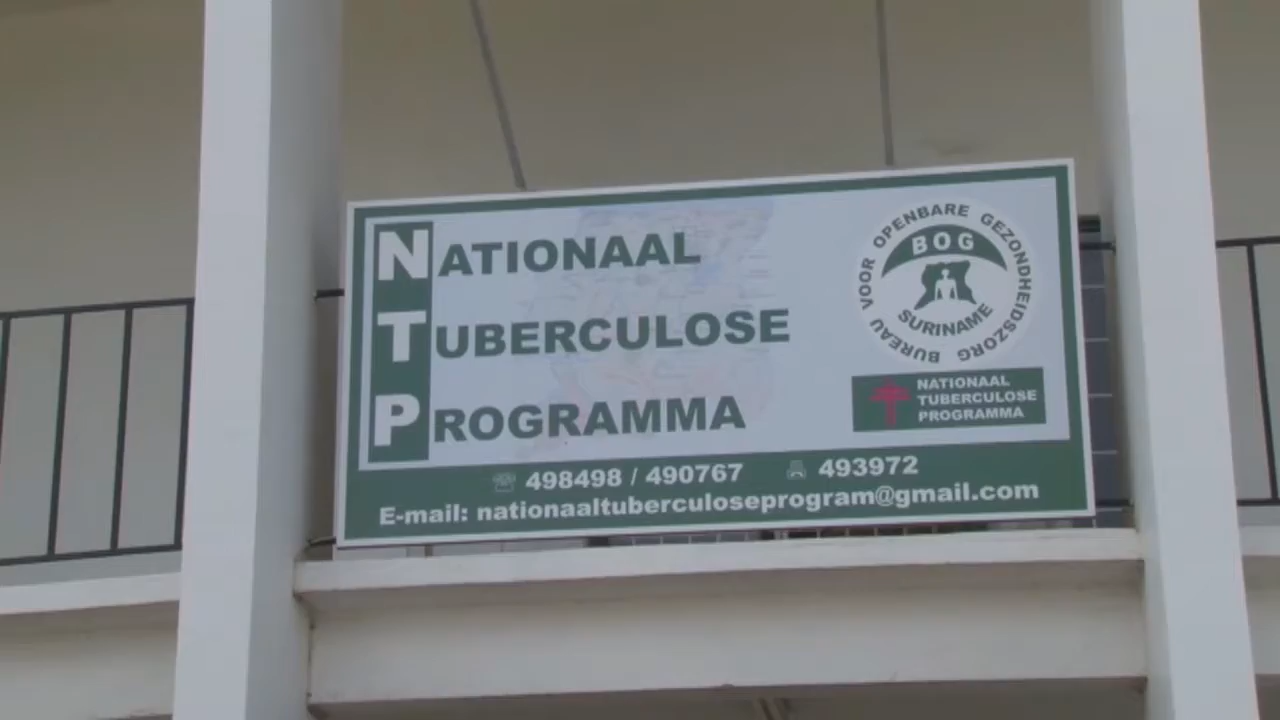 NATIONAAL
TUBERCULOSE
PROGRAMMA
BUREAU VOOR OPENBARE GEZONDHEIDSZORG
BOG
SURINAME
NATIONAAL
TUBERCULOSE
PROGRAMMA
498498 / 490767 493972
E-mail: nationaaltuberculoseprogram@gmail.com